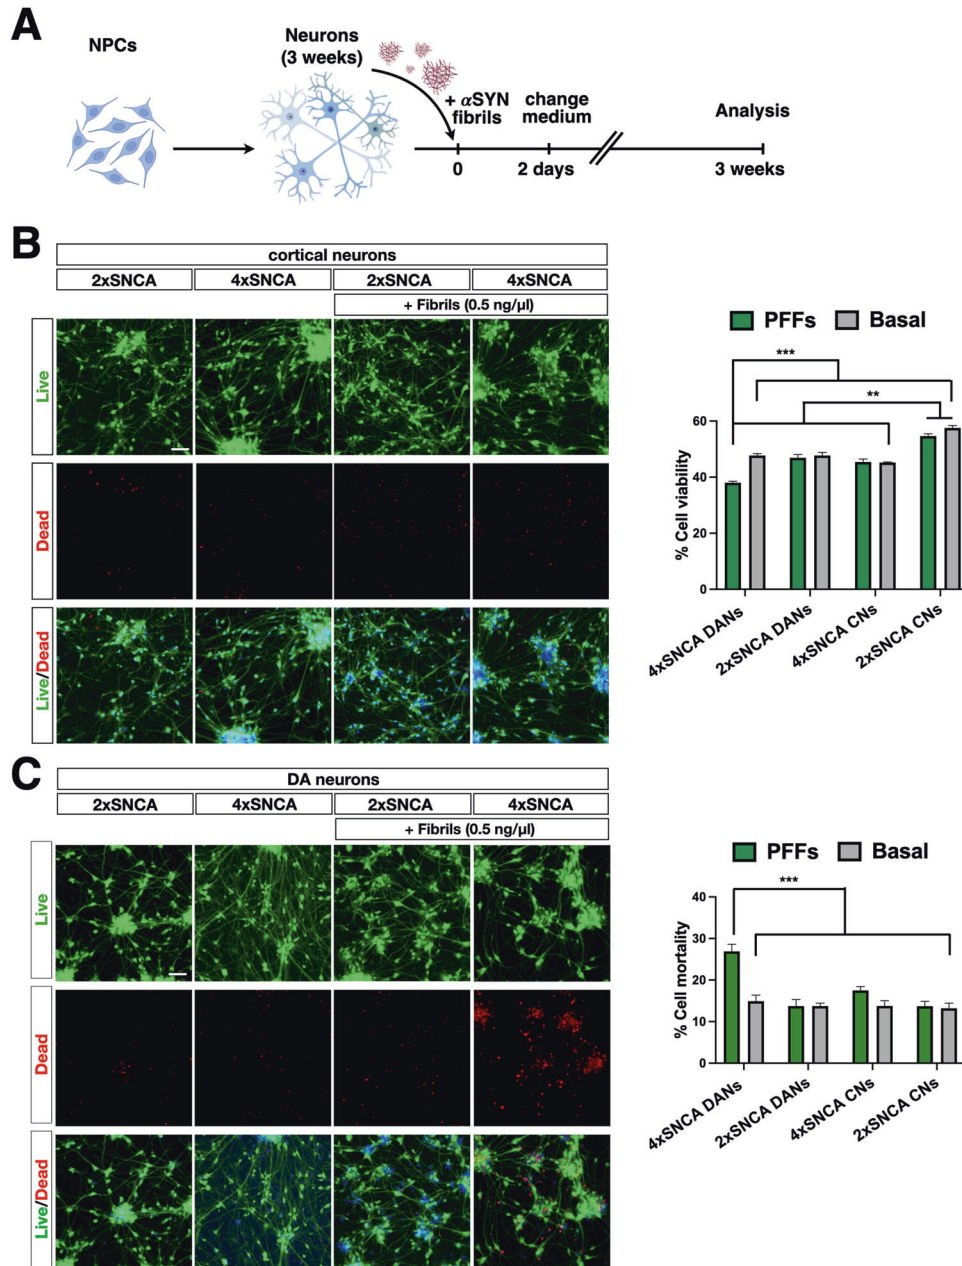 A
NPCs
Neurons
(3 weeks)
+ αSYN
fibrils
change
medium
Analysis
0
2 days
3 weeks
B
cortical neurons
2xSNCA
4xSNCA
2xSNCA
4xSNCA
+ Fibrils (0.5 ng/µl)
Live
Dead
Live/Dead
PFFs
Basal
***
**
% Cell viability
60
40
20
0
4xSNCA DANs
2xSNCA DANs
4xSNCA CNs
2xSNCA CNs
C
DA neurons
2xSNCA
4xSNCA
2xSNCA
4xSNCA
+ Fibrils (0.5 ng/µl)
Live
Dead
Live/Dead
PFFs
Basal
***
% Cell mortality
40
30
20
10
0
4xSNCA DANs
2xSNCA DANs
4xSNCA CNs
2xSNCA CNs